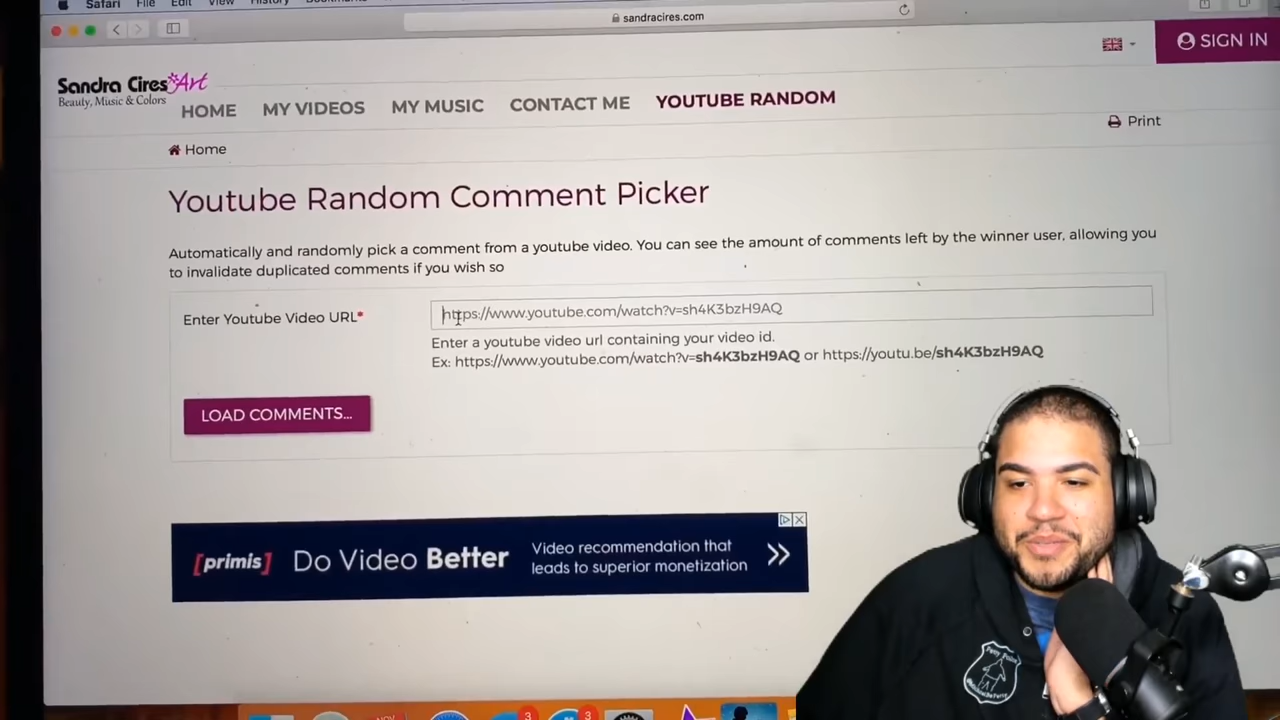 Safari File Edit View History
sandracires.com
SIGN IN
Sandra Cires Art
Beauty, Music & Colors
HOME MY VIDEOS MY MUSIC CONTACT ME YOUTUBE RANDOM
Print
Home
Youtube Random Comment Picker
Automatically and randomly pick a comment from a youtube video. You can see the amount of comments left by the winner user, allowing you
to invalidate duplicated comments if you wish so
Enter Youtube Video URL* https://www.youtube.com/watch?v=sh4K3bzH9AQ
Enter a youtube video url containing your video id.
Ex: https://www.youtube.com/watch?v=sh4K3bzH9AQ or https://youtu.be/sh4K3bzH9AQ
LOAD COMMENTS...
[primis] Do Video Better
Video recommendation that
leads to superior monetization
NOV
3
3